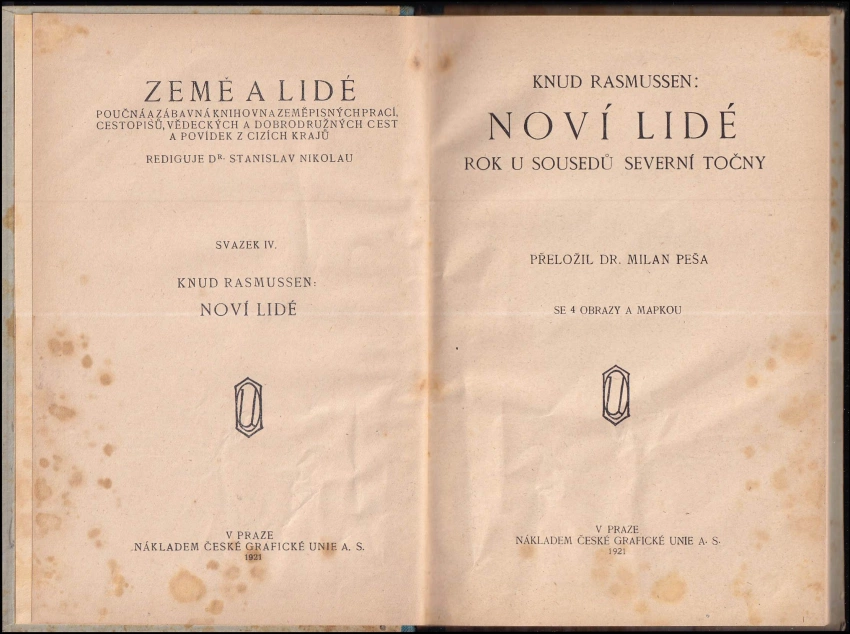 ZEMĚ A LIDÉ
POUČNÁ A ZÁBAVNÁ KNIHOVNA ZEMĚPISNÝCH PRACÍ,
CESTOPISŮ, VĚDECKÝCH A DOBRODRUŽNÝCH CEST
A POVÍDEK Z CIZÍCH KRAJŮ
REDIGUJE DR. STANISLAV NIKOLAU
SVAZEK IV.
KNUD RASMUSSEN:
NOVÍ LIDÉ
U
V PRAZE
NÁKLADEM ČESKÉ GRAFICKÉ UNIE A. S.
1921
KNUD RASMUSSEN:
NOVÍ LIDÉ
ROK U SOUSEDŮ SEVERNÍ TOČNY
PŘELOŽIL DR. MILAN PEŠA
SE 4 OBRAZY A MAPKOU
U
V PRAZE
NÁKLADEM ČESKÉ GRAFICKÉ UNIE A. S.
1921